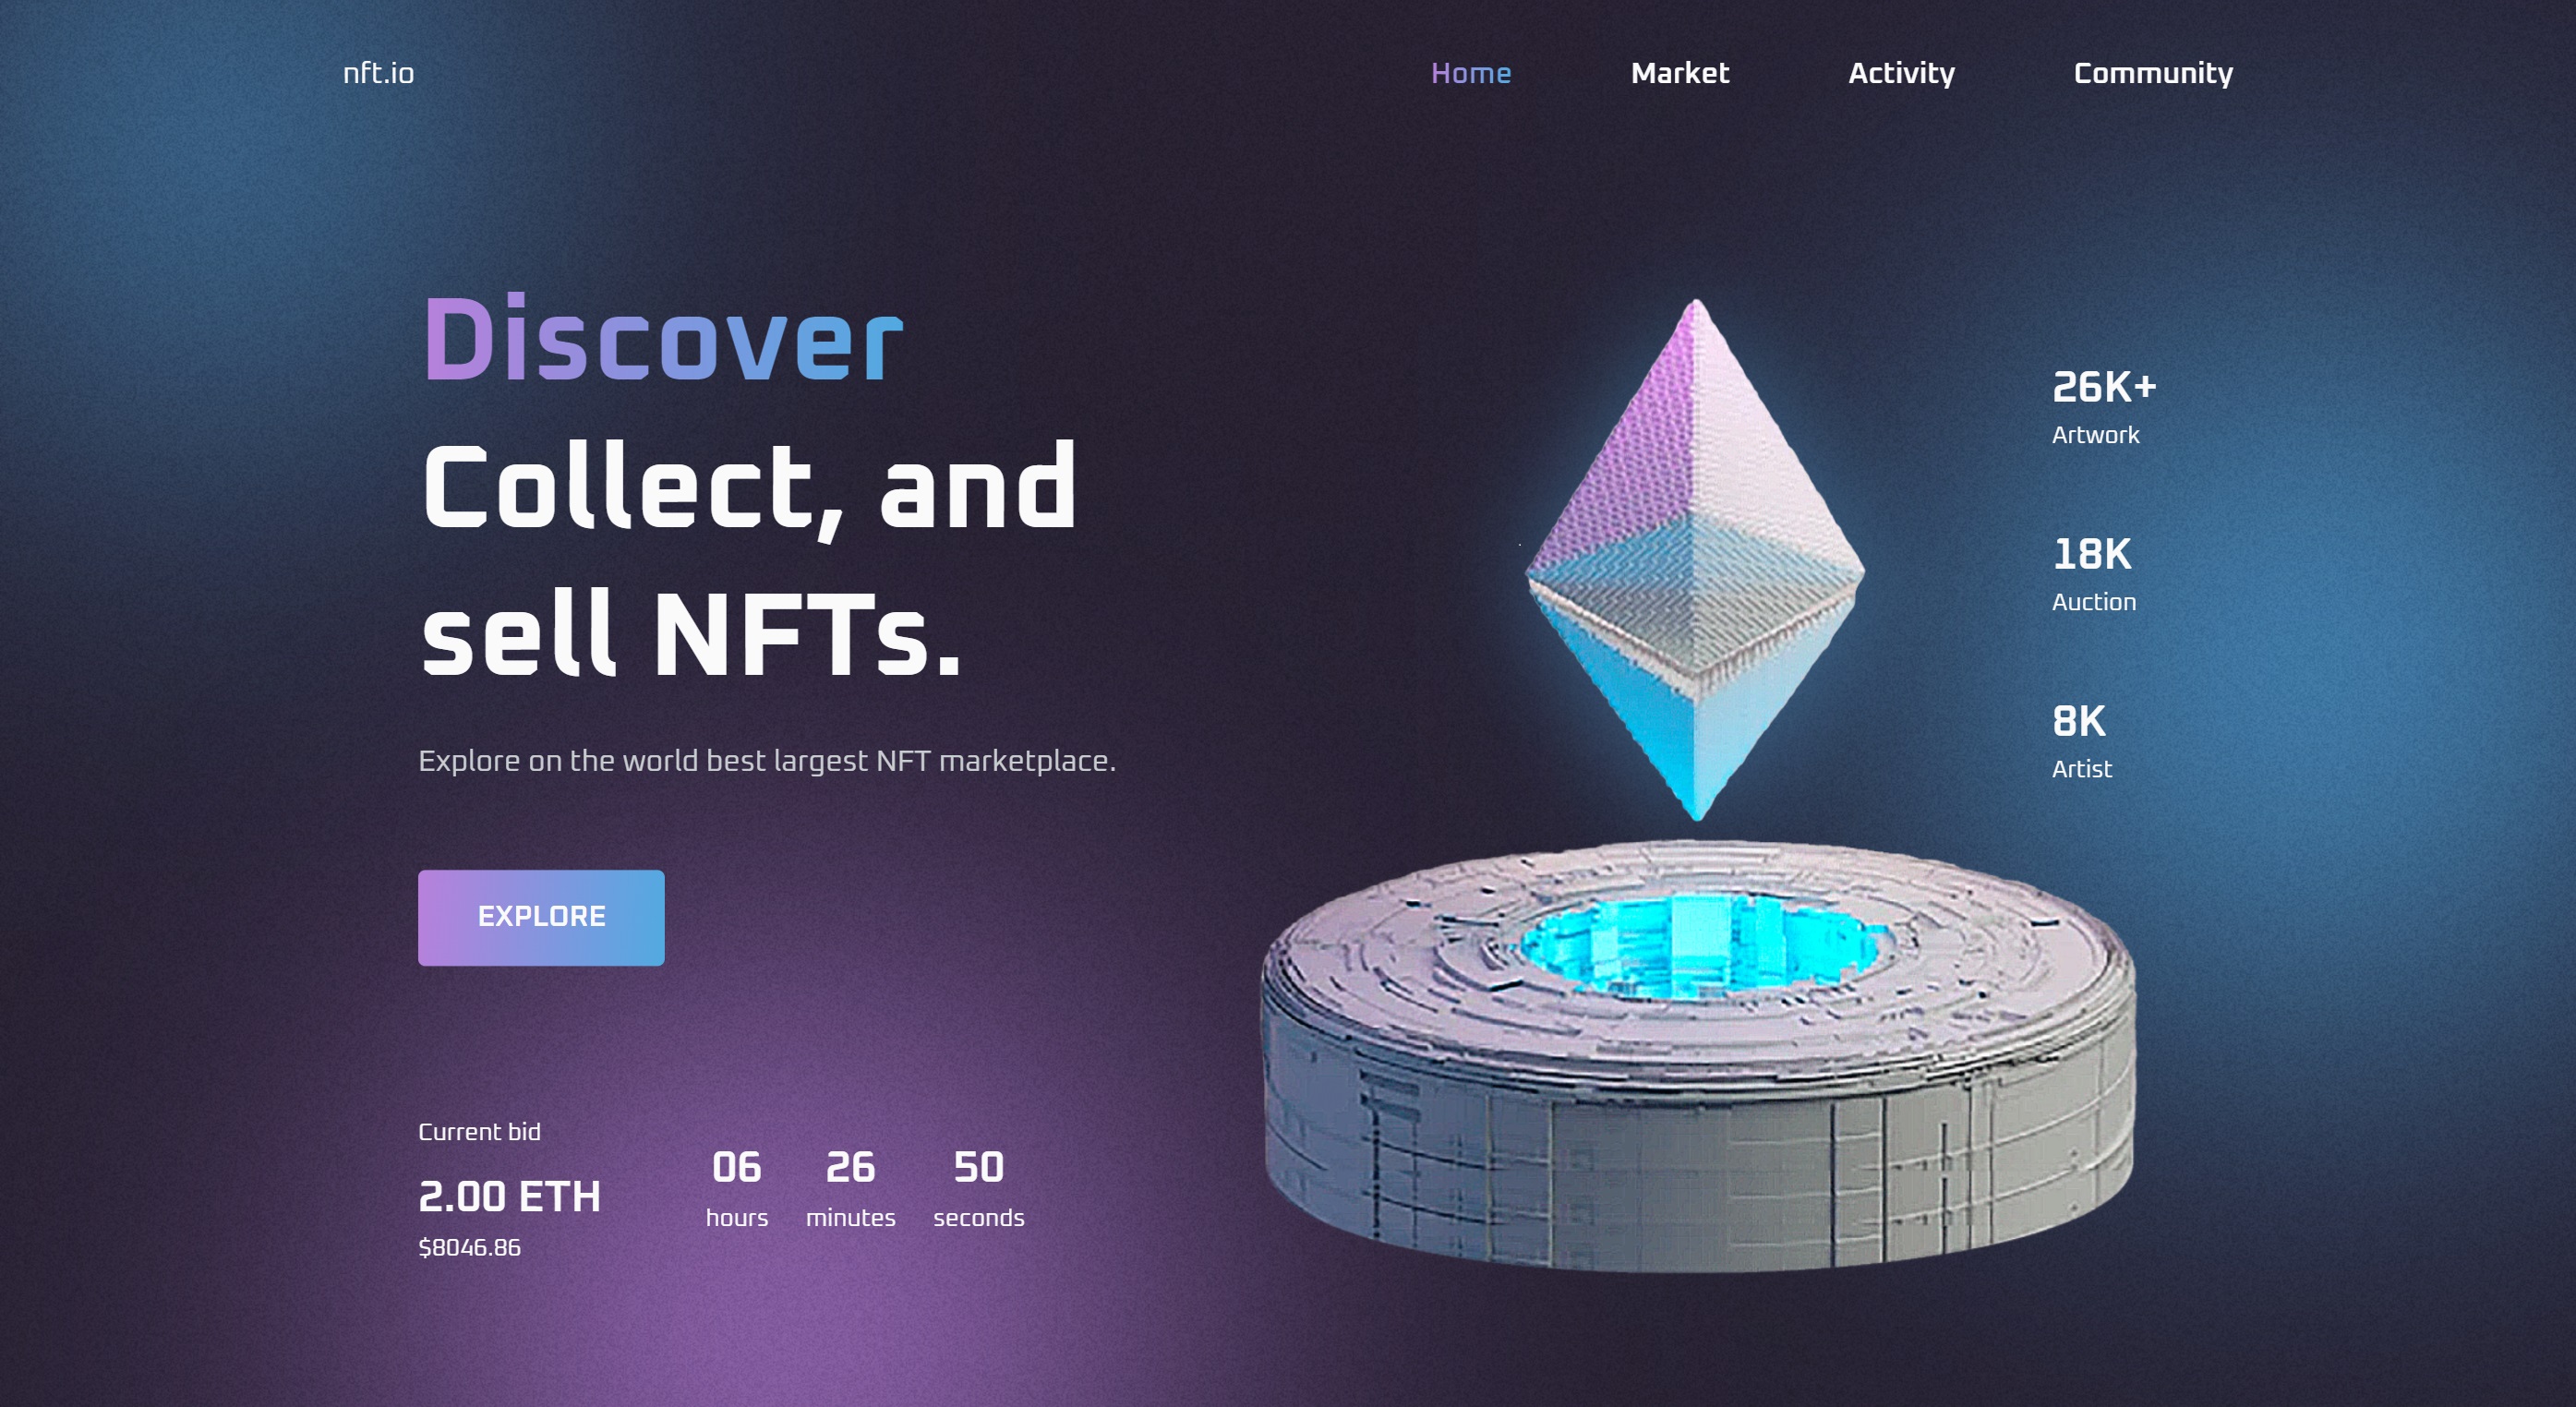 nft.io
Home Market Activity Community
Discover
Collect, and
sell NFTs.
Explore on the world best largest NFT marketplace.
EXPLORE
Current bid
2.00 ETH
$8046.86
06 26 50
hours minutes seconds
26K+
Artwork
18K
Auction
8K
Artist